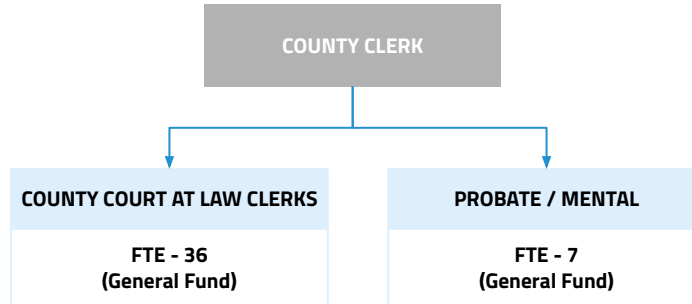 COUNTY CLERK
COUNTY COURT AT LAW CLERKS
FTE - 36
(General Fund)
PROBATE / MENTAL
FTE - 7
(General Fund)